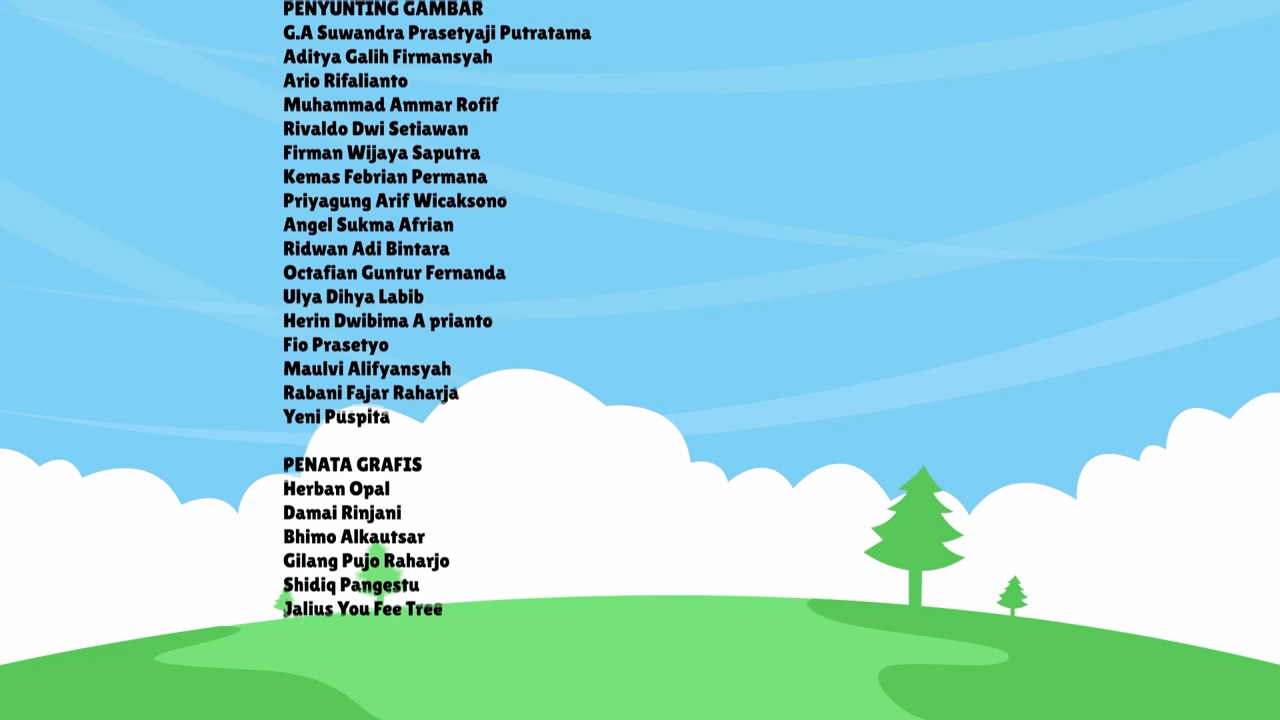 PENYUNTING GAMBAR
G.A Suwandra Prasetyaji Putratama
Aditya Galih Firmansyah
Ario Rifalianto
Muhammad Ammar Rofif
Rivaldo Dwi Setiawan
Firman Wijaya Saputra
Kemas Febrian Permana
Priyagung Arif Wicaksono
Angel Sukma Afrian
Ridwan Adi Bintara
Octafian Guntur Fernanda
Ulya Dihya Labib
Herin Dwibima A prianto
Fio Prasetyo
Maulvi Alifyansyah
Rabani Fajar Raharja
Yeni Puspita
PENATA GRAFIS
Herban Opal
Damai Rinjani
Bhimo Alkautsar
Gilang Pujo Raharjo
Shidiq Pangestu
Jalius You Fee Tree